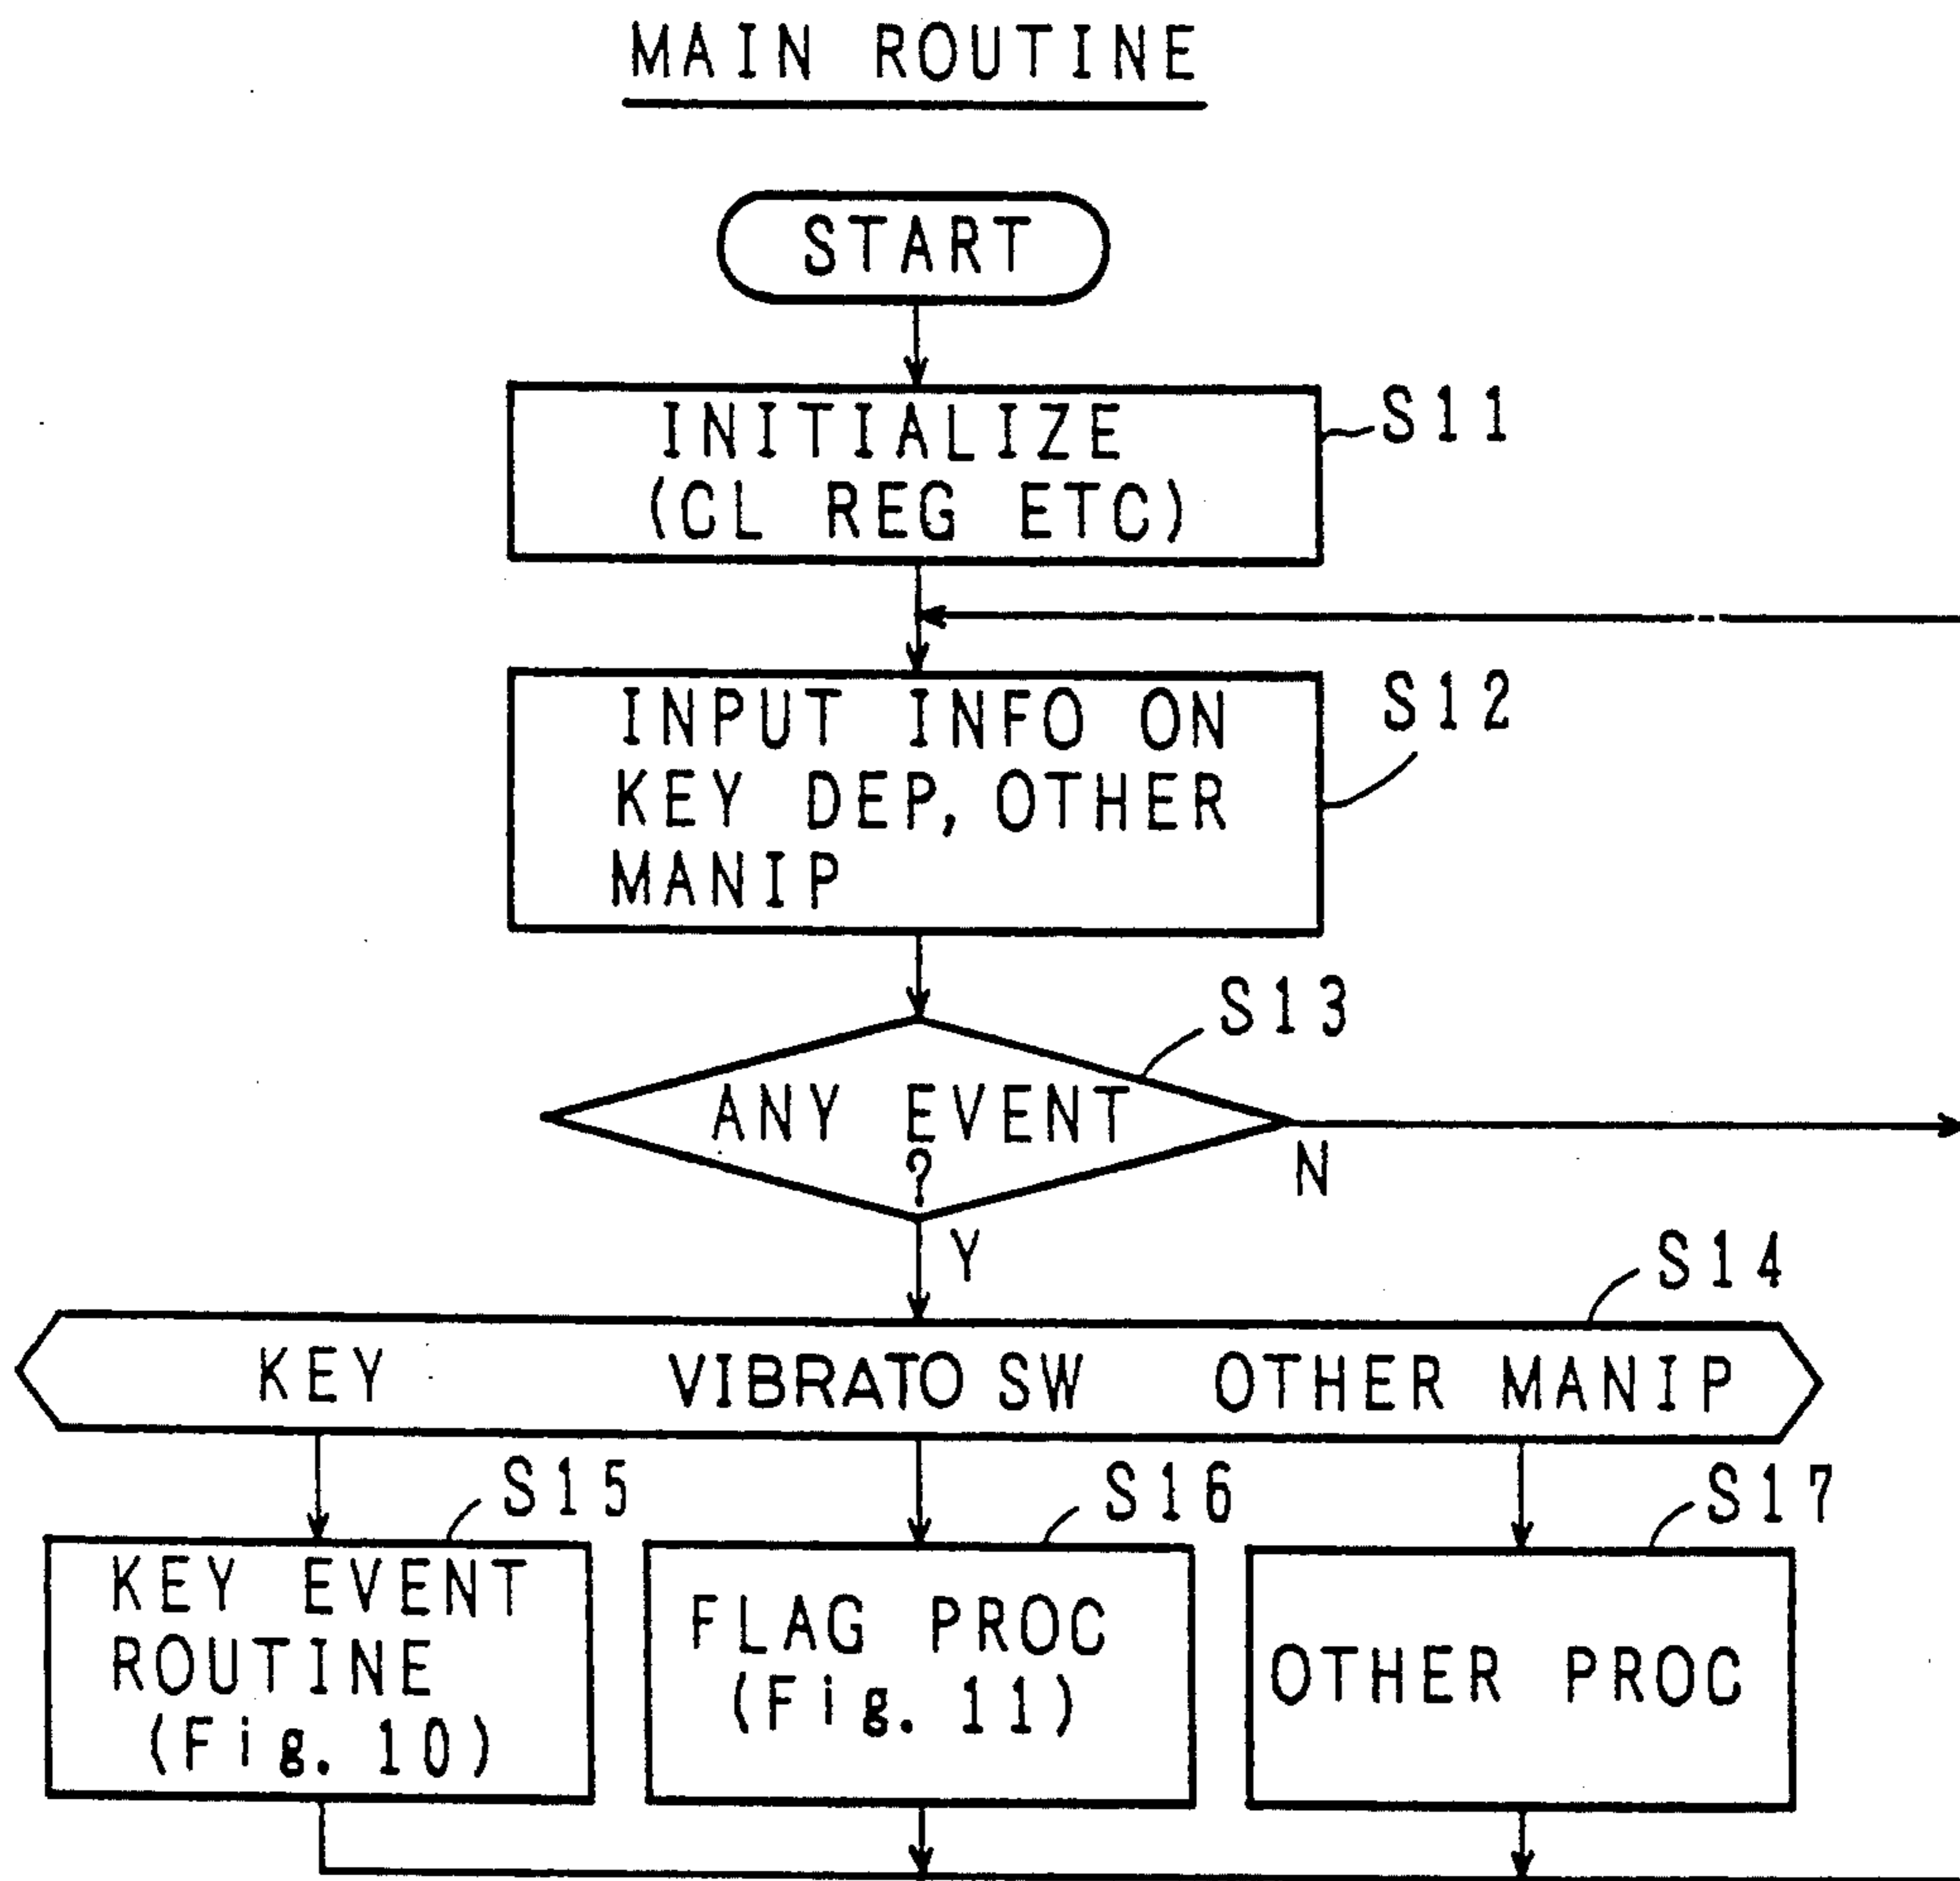 MAIN ROUTINE
START
INITIALIZE
(CL REG ETC)
S11
INPUT INFO ON
KEY DEP, OTHER
MANIP
S12
ANY EVENT
?
S13
N
Y
S14
KEY VIBRATO SW OTHER MANIP
S15
KEY EVENT
ROUTINE
(Fig. 10)
S16
FLAG PROC
(Fig. 11)
S17
OTHER PROC